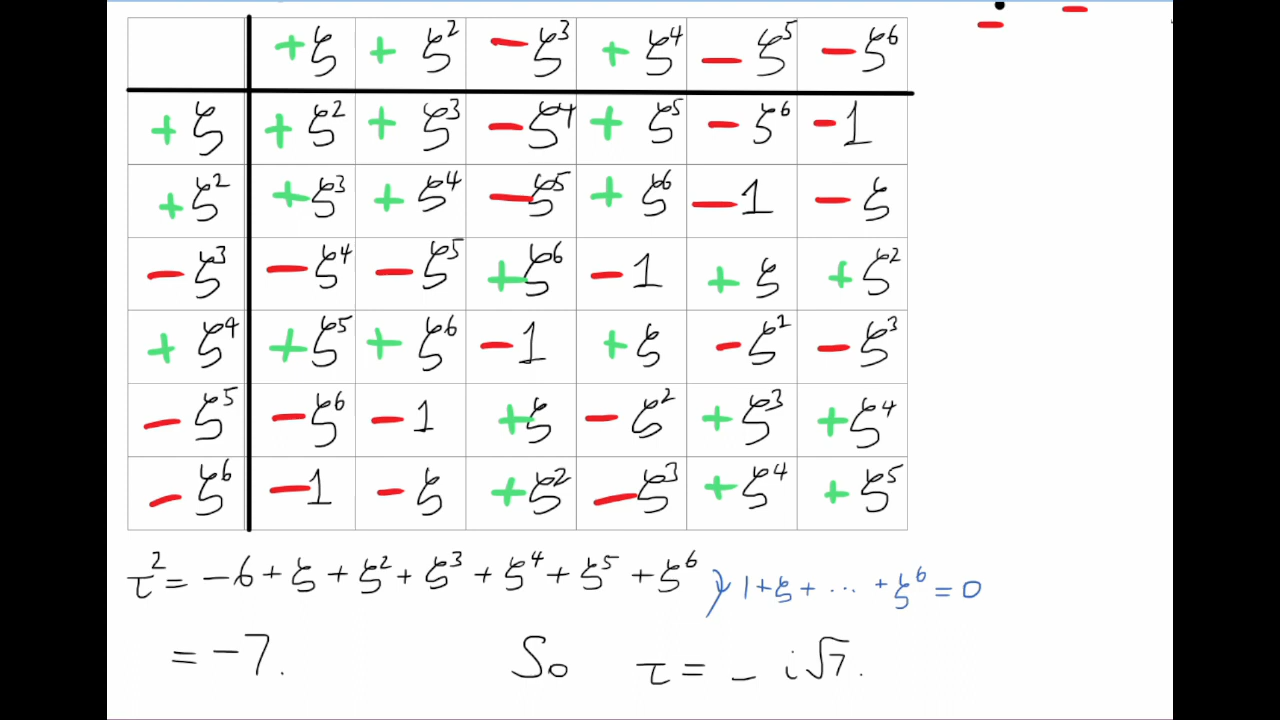 +ζ + ζ² − ζ³ + ζ⁴ − ζ⁵ − ζ⁶
+ ζ + ζ² + ζ³ − ζ⁴ + ζ⁵ − ζ⁶ − 1
+ ζ² + ζ³ + ζ⁴ − ζ⁵ + ζ⁶ − 1 − ζ
− ζ³ − ζ⁴ − ζ⁵ + ζ⁶ − 1 + ζ + ζ²
+ ζ⁴ + ζ⁵ + ζ⁶ − 1 + ζ − ζ² − ζ³
− ζ⁵ − ζ⁶ − 1 + ζ − ζ² + ζ³ + ζ⁴
− ζ⁶ − 1 − ζ + ζ² − ζ³ + ζ⁴ + ζ⁵
τ² = −6 + ζ + ζ² + ζ³ + ζ⁴ + ζ⁵ + ζ⁶ 1 + ζ + ⋯ + ζ⁶ = 0
= −7. So τ = − i√7.